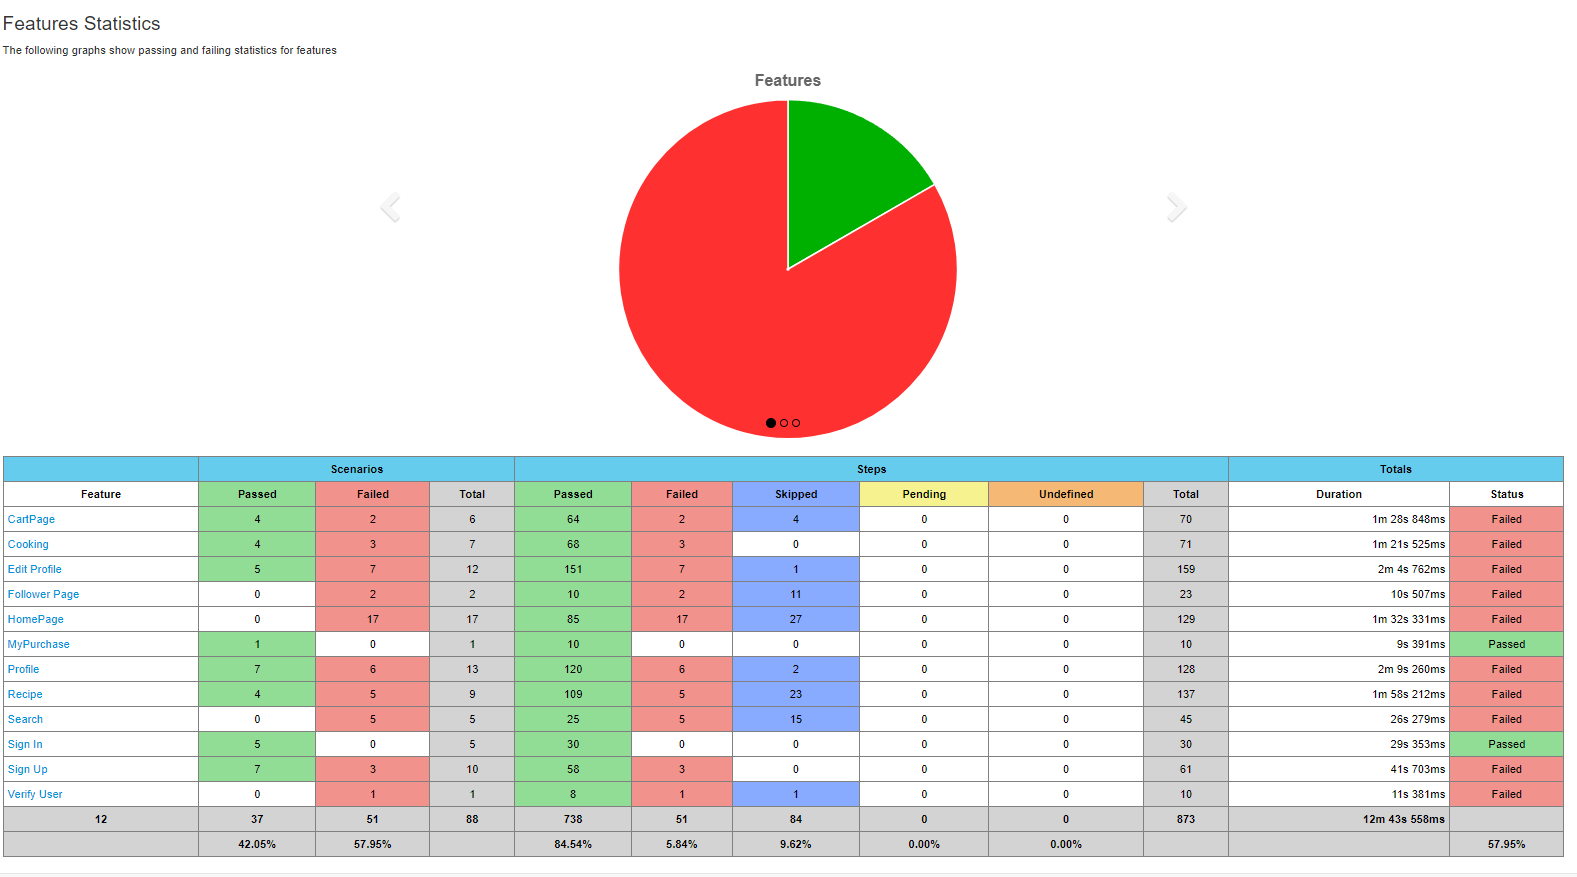 Features Statistics
The following graphs show passing and failing statistics for features
Features
Scenarios Steps Totals
Feature Passed Failed Total Passed Failed Skipped Pending Undefined Total Duration Status
CartPage 4 2 6 64 2 4 0 0 70 1m 28s 848ms Failed
Cooking 4 3 7 68 3 0 0 0 71 1m 21s 525ms Failed
Edit Profile 5 7 12 151 7 1 0 0 159 2m 4s 762ms Failed
Follower Page 0 2 2 10 2 11 0 0 23 10s 507ms Failed
HomePage 0 17 17 85 17 27 0 0 129 1m 32s 331ms Failed
MyPurchase 1 0 1 10 0 0 0 0 10 9s 391ms Passed
Profile 7 6 13 120 6 2 0 0 128 2m 9s 260ms Failed
Recipe 4 5 9 109 5 23 0 0 137 1m 58s 212ms Failed
Search 0 5 5 25 5 15 0 0 45 26s 279ms Failed
Sign In 5 0 5 30 0 0 0 0 30 29s 353ms Passed
Sign Up 7 3 10 58 3 0 0 0 61 41s 703ms Failed
Verify User 0 1 1 8 1 1 0 0 10 11s 381ms Failed
12 37 51 88 738 51 84 0 0 873 12m 43s 558ms
42.05% 57.95% 84.54% 5.84% 9.62% 0.00% 0.00% 57.95%